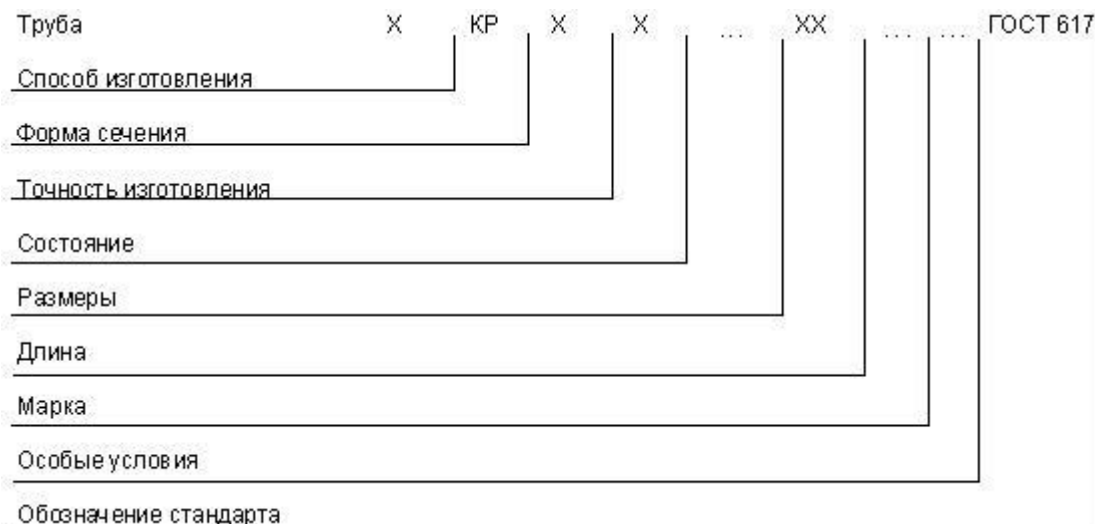 Труба Х КР Х Х ... ХХ ... ... ГОСТ 617
Способ изготовления
Форма сечения
Точность изготовления
Состояние
Размеры
Длина
Марка
Особые условия
Обозначение стандарта